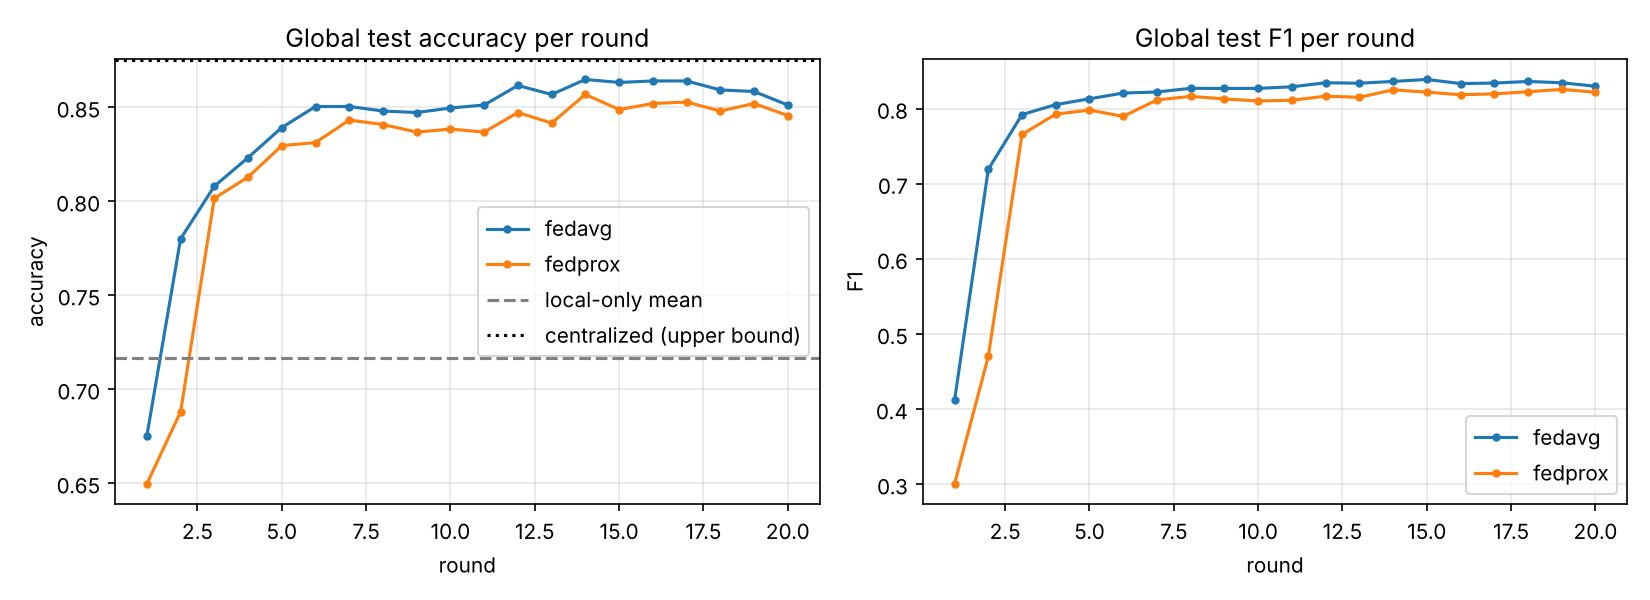 Global test accuracy per round
accuracy
0.85
0.80
0.75
0.70
0.65
fedavg
fedprox
local-only mean
centralized (upper bound)
2.5 5.0 7.5 10.0 12.5 15.0 17.5 20.0
round
Global test F1 per round
F1
0.8
0.7
0.6
0.5
0.4
0.3
fedavg
fedprox
2.5 5.0 7.5 10.0 12.5 15.0 17.5 20.0
round